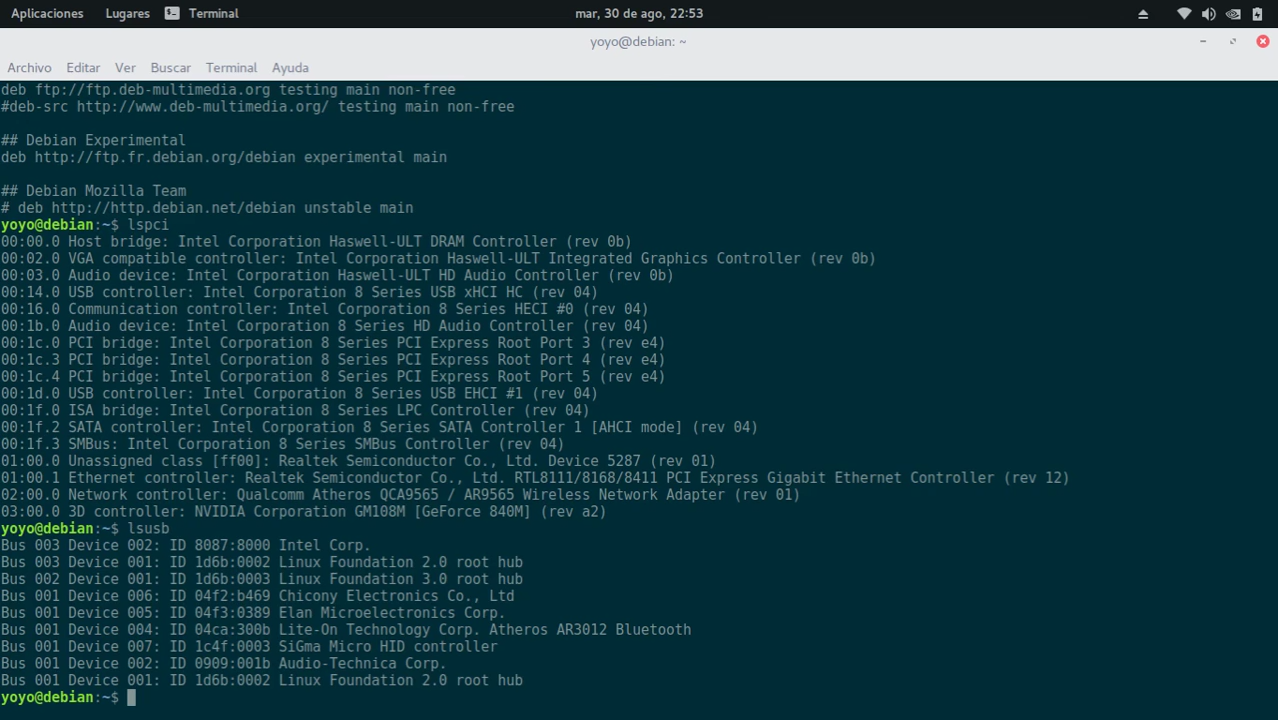 Aplicaciones Lugares Terminal mar, 30 de ago, 22:53
yoyo@debian: ~
Archivo Editar Ver Buscar Terminal Ayuda
deb ftp://ftp.deb-multimedia.org testing main non-free
#deb-src http://www.deb-multimedia.org/ testing main non-free
## Debian Experimental
deb http://ftp.fr.debian.org/debian experimental main
## Debian Mozilla Team
# deb http://http.debian.net/debian unstable main
yoyo@debian:~$ lspci
00:00.0 Host bridge: Intel Corporation Haswell-ULT DRAM Controller (rev 0b)
00:02.0 VGA compatible controller: Intel Corporation Haswell-ULT Integrated Graphics Controller (rev 0b)
00:03.0 Audio device: Intel Corporation Haswell-ULT HD Audio Controller (rev 0b)
00:14.0 USB controller: Intel Corporation 8 Series USB xHCI HC (rev 04)
00:16.0 Communication controller: Intel Corporation 8 Series HECI #0 (rev 04)
00:1b.0 Audio device: Intel Corporation 8 Series HD Audio Controller (rev 04)
00:1c.0 PCI bridge: Intel Corporation 8 Series PCI Express Root Port 3 (rev e4)
00:1c.3 PCI bridge: Intel Corporation 8 Series PCI Express Root Port 4 (rev e4)
00:1c.4 PCI bridge: Intel Corporation 8 Series PCI Express Root Port 5 (rev e4)
00:1d.0 USB controller: Intel Corporation 8 Series USB EHCI #1 (rev 04)
00:1f.0 ISA bridge: Intel Corporation 8 Series LPC Controller (rev 04)
00:1f.2 SATA controller: Intel Corporation 8 Series SATA Controller 1 [AHCI mode] (rev 04)
00:1f.3 SMBus: Intel Corporation 8 Series SMBus Controller (rev 04)
01:00.0 Unassigned class [ff00]: Realtek Semiconductor Co., Ltd. Device 5287 (rev 01)
01:00.1 Ethernet controller: Realtek Semiconductor Co., Ltd. RTL8111/8168/8411 PCI Express Gigabit Ethernet Controller (rev 12)
02:00.0 Network controller: Qualcomm Atheros QCA9565 / AR9565 Wireless Network Adapter (rev 01)
03:00.0 3D controller: NVIDIA Corporation GM108M [GeForce 840M] (rev a2)
yoyo@debian:~$ lsusb
Bus 003 Device 002: ID 8087:8000 Intel Corp.
Bus 003 Device 001: ID 1d6b:0002 Linux Foundation 2.0 root hub
Bus 002 Device 001: ID 1d6b:0003 Linux Foundation 3.0 root hub
Bus 001 Device 006: ID 04f2:b469 Chicony Electronics Co., Ltd
Bus 001 Device 005: ID 04f3:0389 Elan Microelectronics Corp.
Bus 001 Device 004: ID 04ca:300b Lite-On Technology Corp. Atheros AR3012 Bluetooth
Bus 001 Device 007: ID 1c4f:0003 SiGma Micro HID controller
Bus 001 Device 002: ID 0909:001b Audio-Technica Corp.
Bus 001 Device 001: ID 1d6b:0002 Linux Foundation 2.0 root hub
yoyo@debian:~$